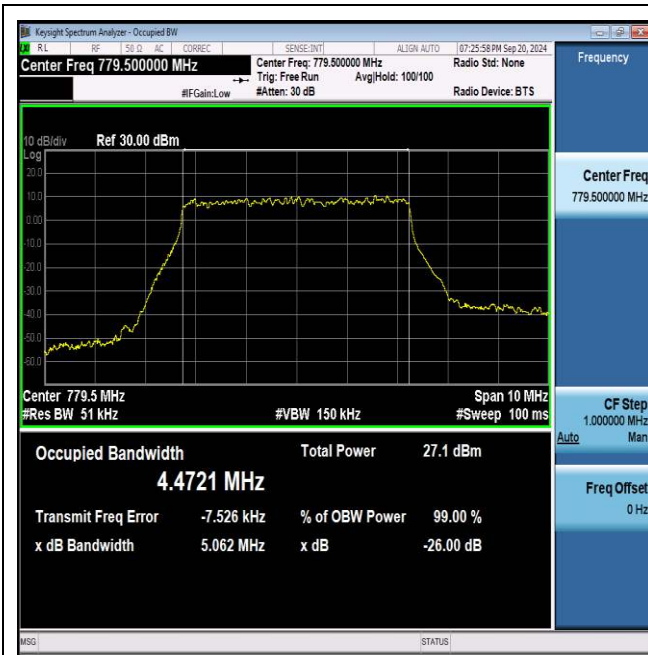 Keysight Spectrum Analyzer - Occupied BW
RL RF 50 Ω AC CORREC SENSE:INT ALIGN AUTO 07:25:58 PM Sep 20, 2024
Center Freq 779.500000 MHz Center Freq: 779.500000 MHz Radio Std: None
Trig: Free Run Avg|Hold: 100/100
#IFGain:Low #Atten: 30 dB Radio Device: BTS
Frequency
10 dB/div Ref 30.00 dBm
Log
20.0
10.0
0.00
-10.0
-20.0
-30.0
-40.0
-50.0
-60.0
Center 779.5 MHz Span 10 MHz
#Res BW 51 kHz #VBW 150 kHz #Sweep 100 ms
Occupied Bandwidth Total Power 27.1 dBm
4.4721 MHz
Transmit Freq Error -7.526 kHz % of OBW Power 99.00 %
x dB Bandwidth 5.062 MHz x dB -26.00 dB
Center Freq
779.500000 MHz
CF Step
1.000000 MHz
Auto Man
Freq Offset
0 Hz
MSG STATUS